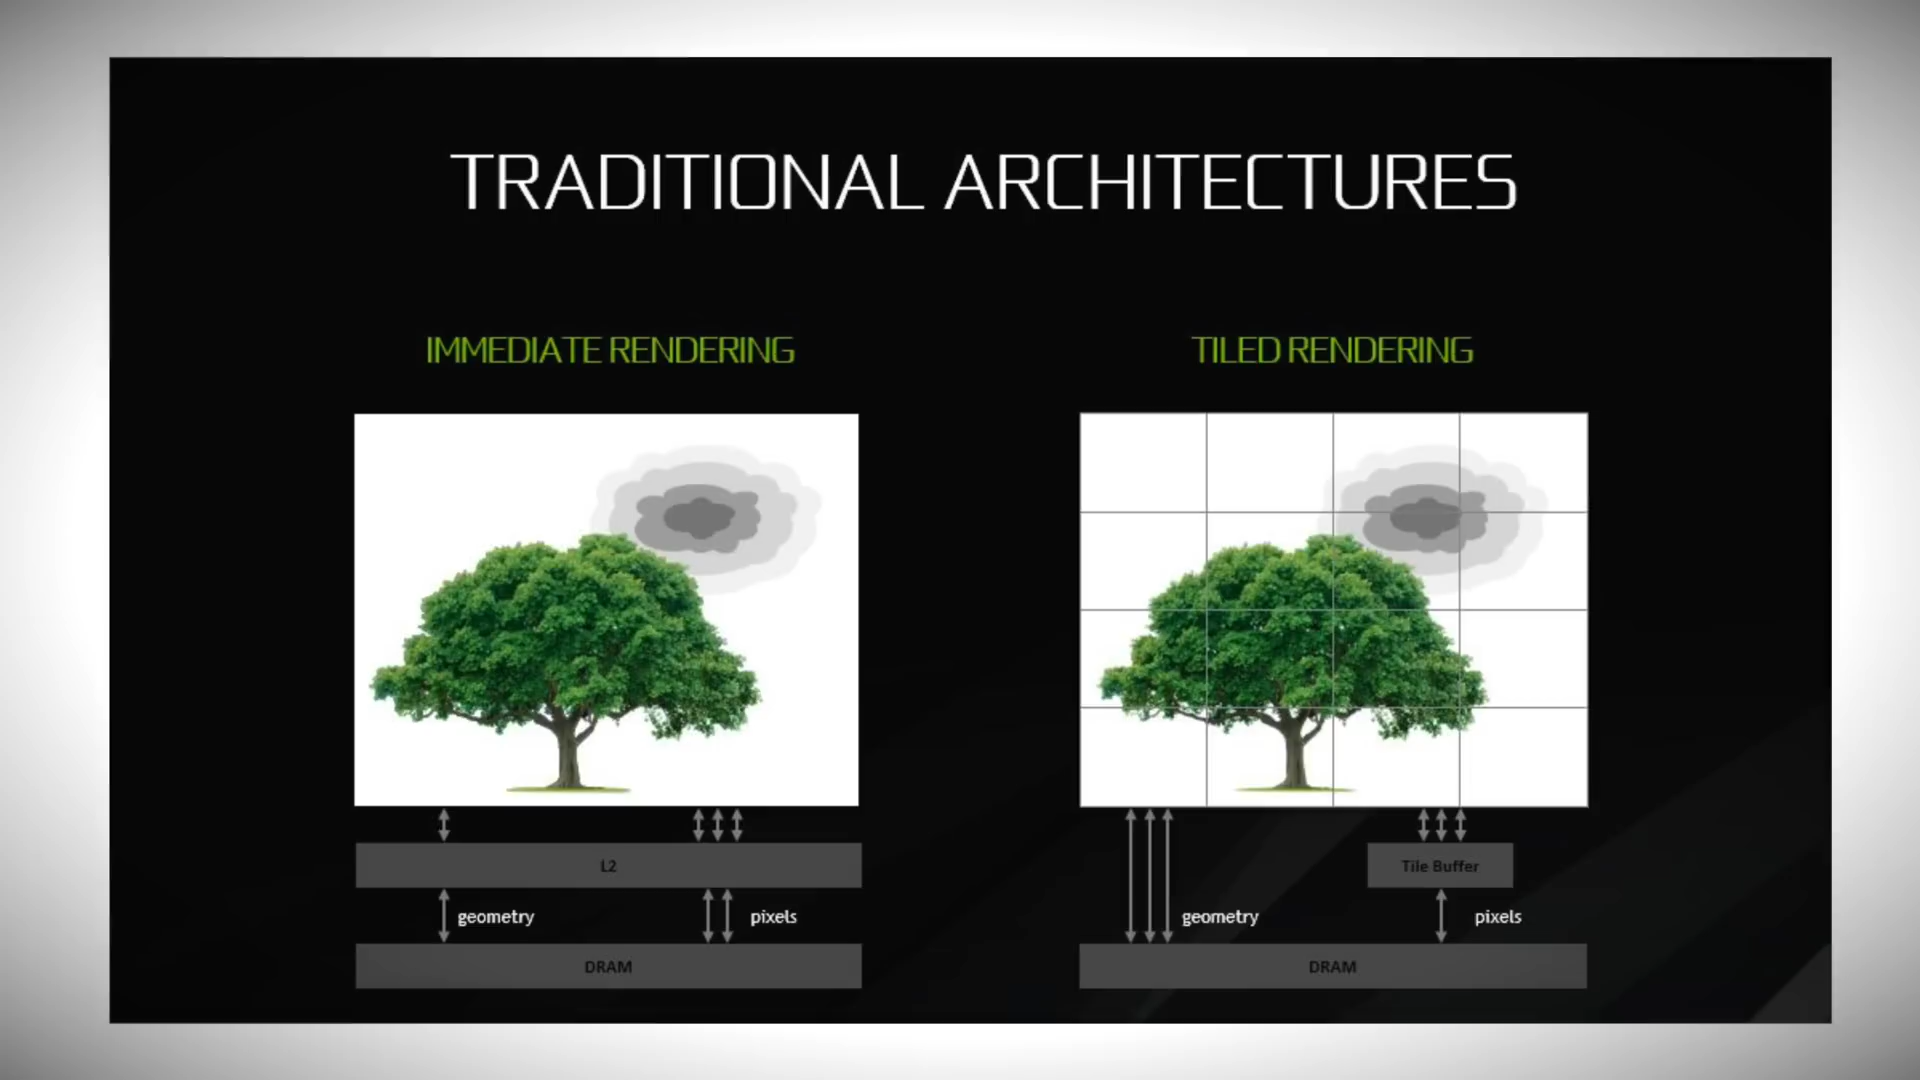 TRADITIONAL ARCHITECTURES
IMMEDIATE RENDERING
L2
geometry
pixels
DRAM
TILED RENDERING
Tile Buffer
geometry
pixels
DRAM